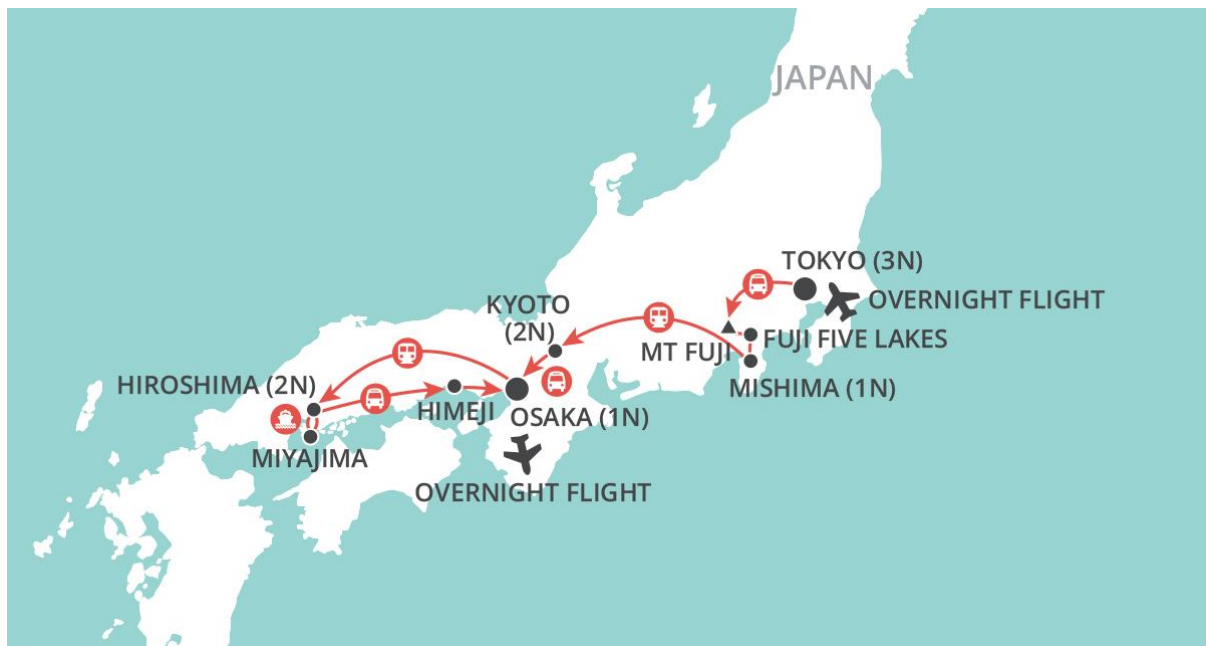 JAPAN
TOKYO (3N)
OVERNIGHT FLIGHT
KYOTO
(2N)
MT FUJI
FUJI FIVE LAKES
MISHIMA (1N)
HIROSHIMA (2N)
HIMEJI
OSAKA (1N)
MIYAJIMA
OVERNIGHT FLIGHT